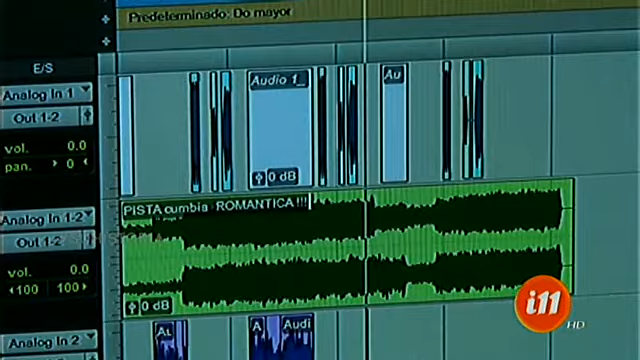 Predeterminado: Do mayor
E/S
Analog In 1
Out 1-2
vol. 0.0
pan. 0
Audio 1_
Au
0 dB
PISTA cumbia ROMANTICA !!!
Analog In 1-2
Out 1-2
vol. 0.0
100 100
0 dB
Analog In 2
A
Audi
i11
HD